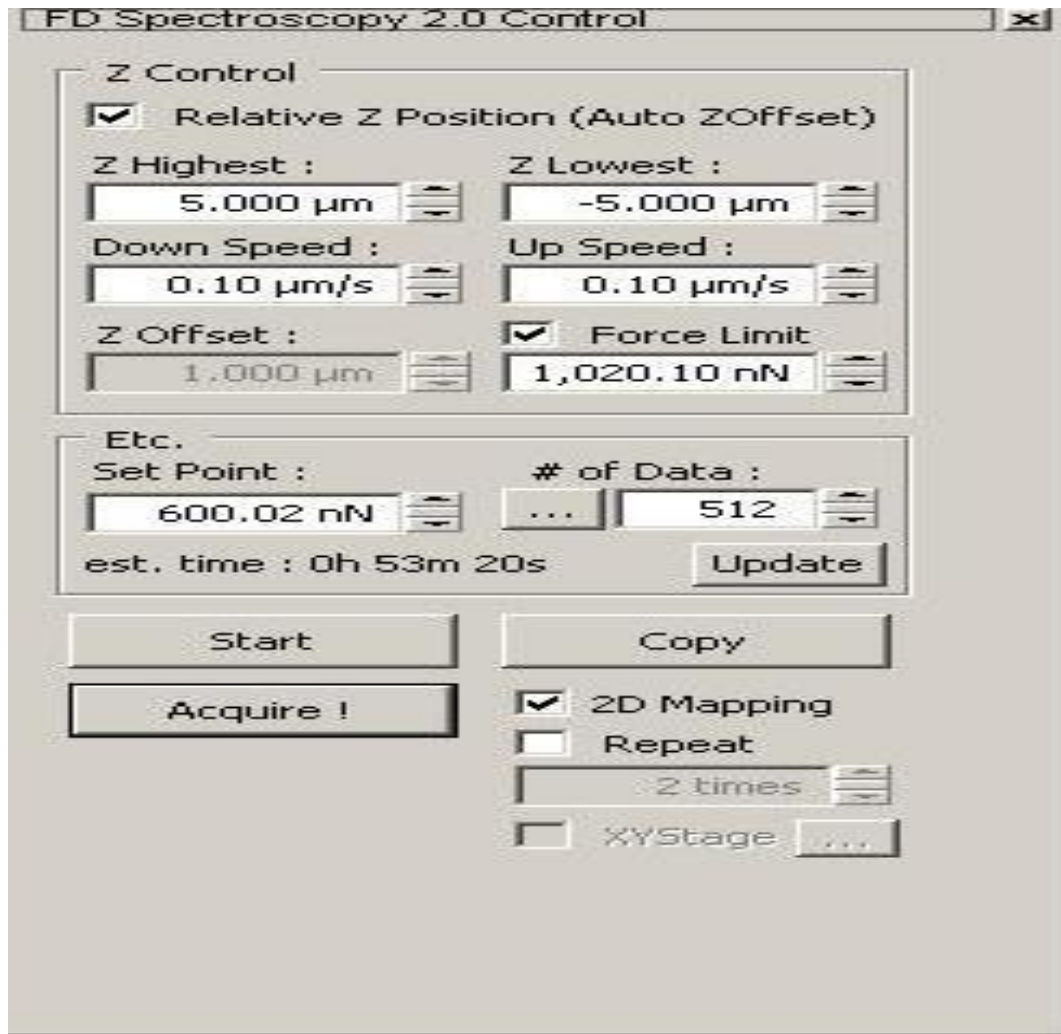 FD Spectroscopy 2.0 Control
Z Control
Relative Z Position (Auto ZOffset)
Z Highest : Z Lowest :
5.000 µm -5.000 µm
Down Speed : Up Speed :
0.10 µm/s 0.10 µm/s
Z Offset : Force Limit
1.000 µm 1,020.10 nN
Etc.
Set Point : # of Data :
600.02 nN ... 512
est. time : 0h 53m 20s Update
Start Copy
Acquire ! 2D Mapping
Repeat
2 times
XYStage ...